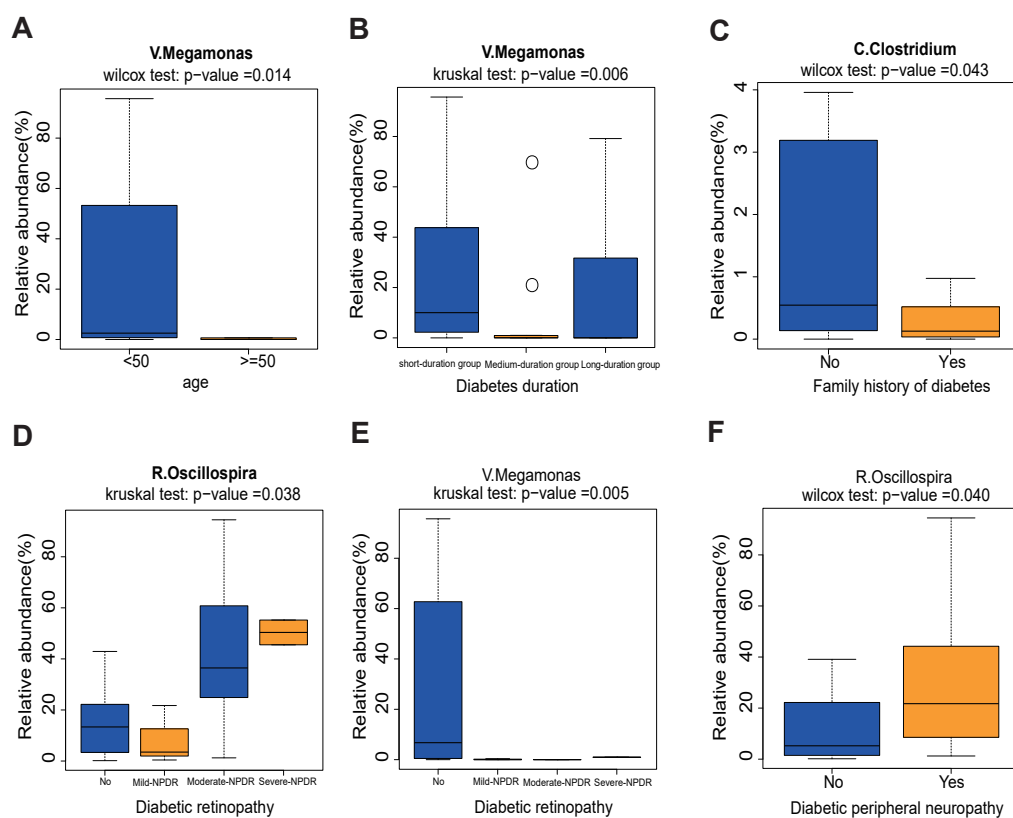 A
V.Megamonas
wilcox test: p−value =0.014
Relative abundance(%)
80
60
40
20
0
<50
>=50
age
B
V.Megamonas
kruskal test: p−value =0.006
Relative abundance(%)
80
60
40
20
0
short-duration group
Medium-duration group
Long-duration group
Diabetes duration
C
C.Clostridium
wilcox test: p−value =0.043
Relative abundance(%)
4
3
2
1
0
No
Yes
Family history of diabetes
D
R.Oscillospira
kruskal test: p−value =0.038
Relative abundance(%)
80
60
40
20
0
No
Mild-NPDR
Moderate-NPDR
Severe-NPDR
Diabetic retinopathy
E
V.Megamonas
kruskal test: p−value =0.005
Relative abundance(%)
80
60
40
20
0
No
Mild-NPDR
Moderate-NPDR
Severe-NPDR
Diabetic retinopathy
F
R.Oscillospira
wilcox test: p−value =0.040
Relative abundance(%)
80
60
40
20
0
No
Yes
Diabetic peripheral neuropathy